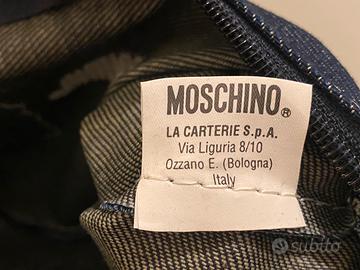 MOSCHINO®
LA CARTERIE S.p.A.
Via Liguria 8/10
Ozzano E. (Bologna)
Italy
subito